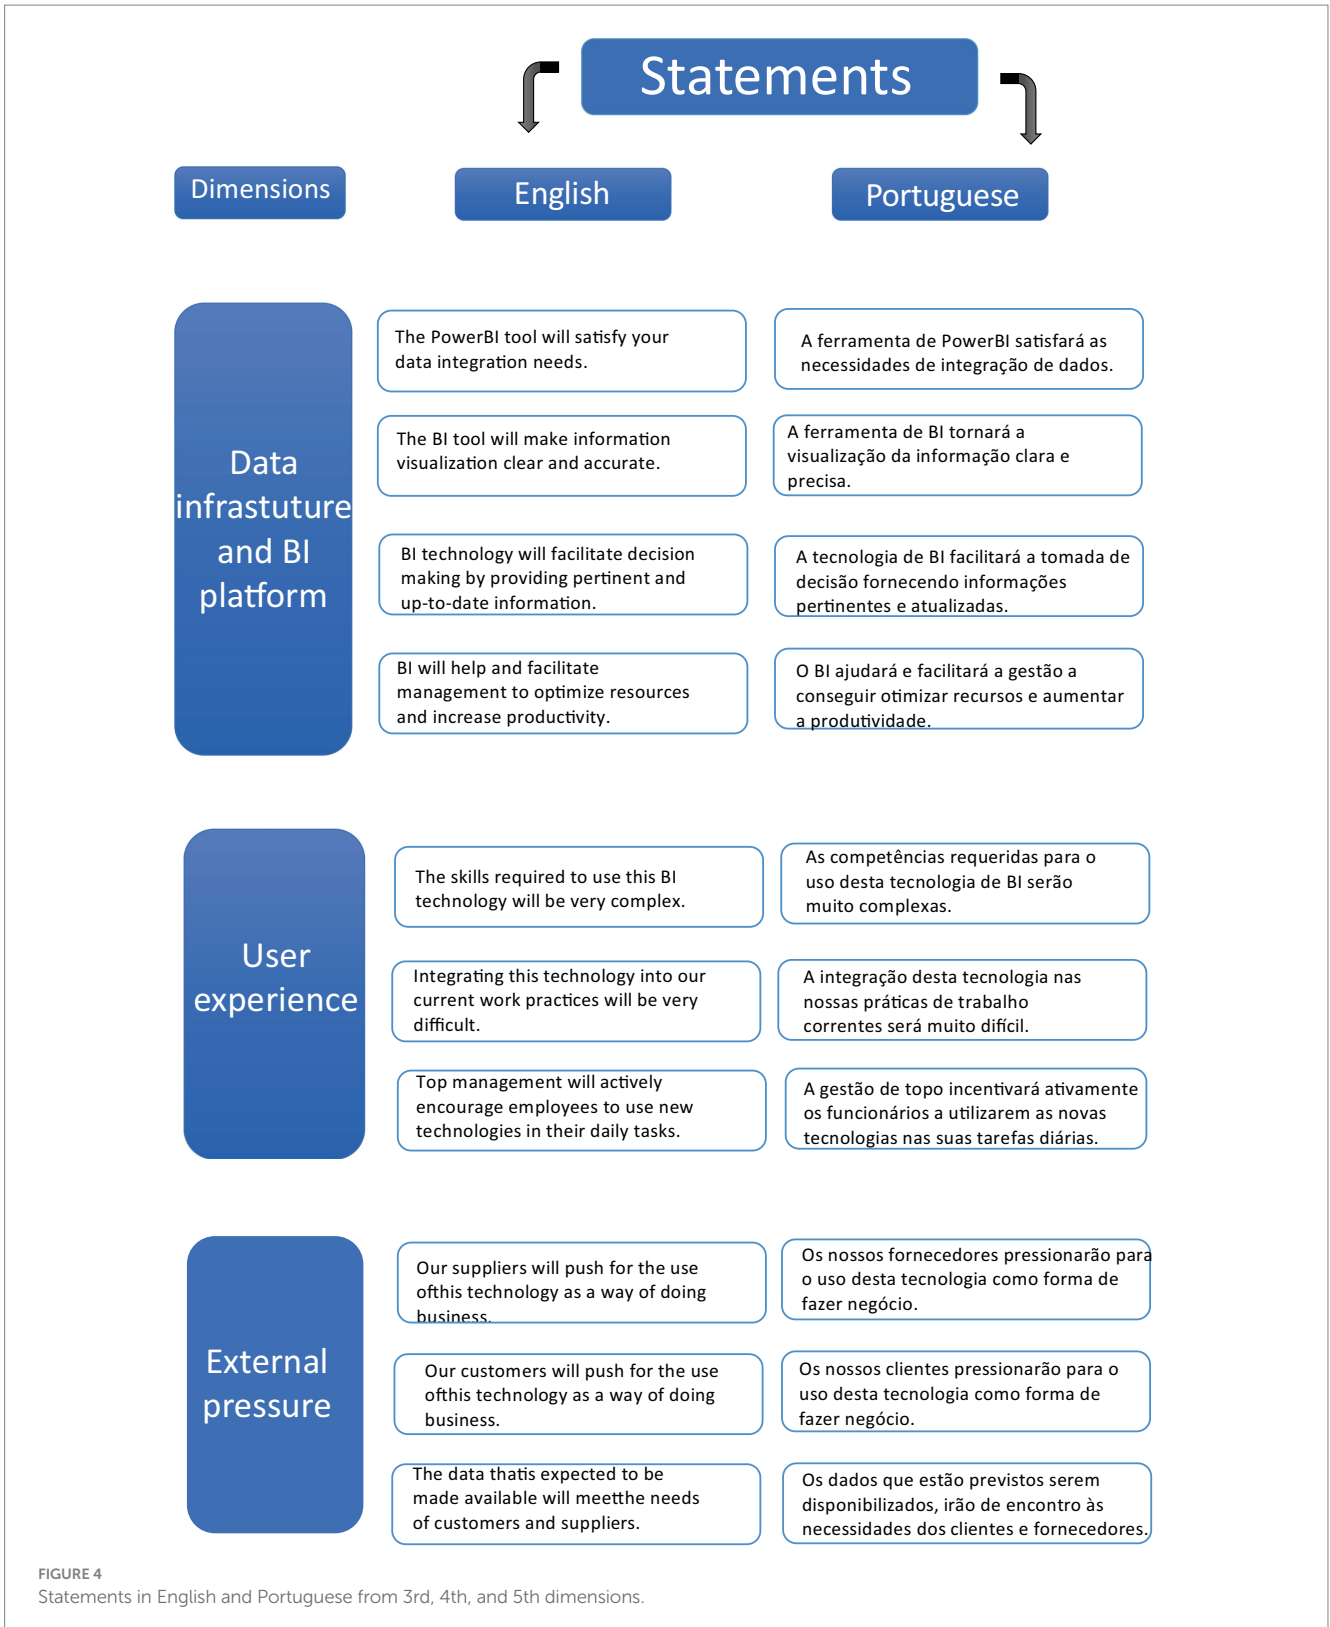 Statements
Dimensions
English
Portuguese
Data
infrastuture
and BI
platform
The PowerBI tool will satisfy your
data integration needs.
A ferramenta de PowerBI satisfará as
necessidades de integração de dados.
The BI tool will make information
visualization clear and accurate.
A ferramenta de BI tornará a
visualização da informação clara e
precisa.
BI technology will facilitate decision
making by providing pertinent and
up-to-date information.
A tecnologia de BI facilitará a tomada de
decisão fornecendo informações
pertinentes e atualizadas.
BI will help and facilitate
management to optimize resources
and increase productivity.
O BI ajudará e facilitará a gestão a
conseguir otimizar recursos e aumentar
a produtividade.
User
experience
The skills required to use this BI
technology will be very complex.
As competências requeridas para o
uso desta tecnologia de BI serão
muito complexas.
Integrating this technology into our
current work practices will be very
difficult.
A integração desta tecnologia nas
nossas práticas de trabalho
correntes será muito difícil.
Top management will actively
encourage employees to use new
technologies in their daily tasks.
A gestão de topo incentivará ativamente
os funcionários a utilizarem as novas
tecnologias nas suas tarefas diárias.
External
pressure
Our suppliers will push for the use
ofthis technology as a way of doing
business.
Os nossos fornecedores pressionarão para
o uso desta tecnologia como forma de
fazer negócio.
Our customers will push for the use
ofthis technology as a way of doing
business.
Os nossos clientes pressionarão para o
uso desta tecnologia como forma de
fazer negócio.
The data thatis expected to be
made available will meetthe needs
of customers and suppliers.
Os dados que estão previstos serem
disponibilizados, irão de encontro às
necessidades dos clientes e fornecedores.
FIGURE 4
Statements in English and Portuguese from 3rd, 4th, and 5th dimensions.